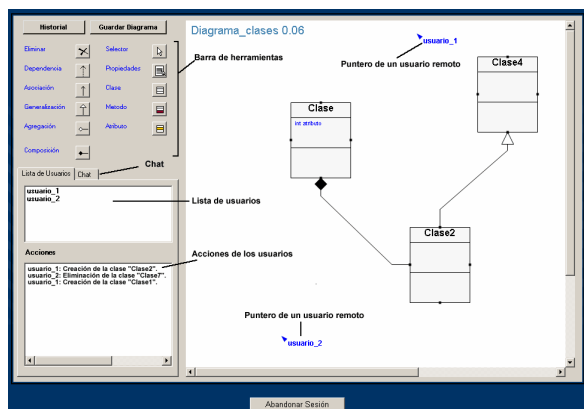 Historial
Guardar Diagrama
Eliminar
Selector
Dependencia
Propiedades
Asociación
Clase
Generalización
Metodo
Agregación
Atributo
Composición
Barra de herramientas
Chat
Lista de Usuarios
Chat
usuario_1
usuario_2
Lista de usuarios
Acciones
Acciones de los usuarios
usuario_1: Creación de la clase "Clase2".
usuario_2: Eliminación de la clase "Clase7".
usuario_1: Creación de la clase "Clase1".
Diagrama_clases 0.06
usuario_1
Puntero de un usuario remoto
Clase4
Clase
int atributo
Clase2
Puntero de un usuario remoto
usuario_2
Abandonar Sesión